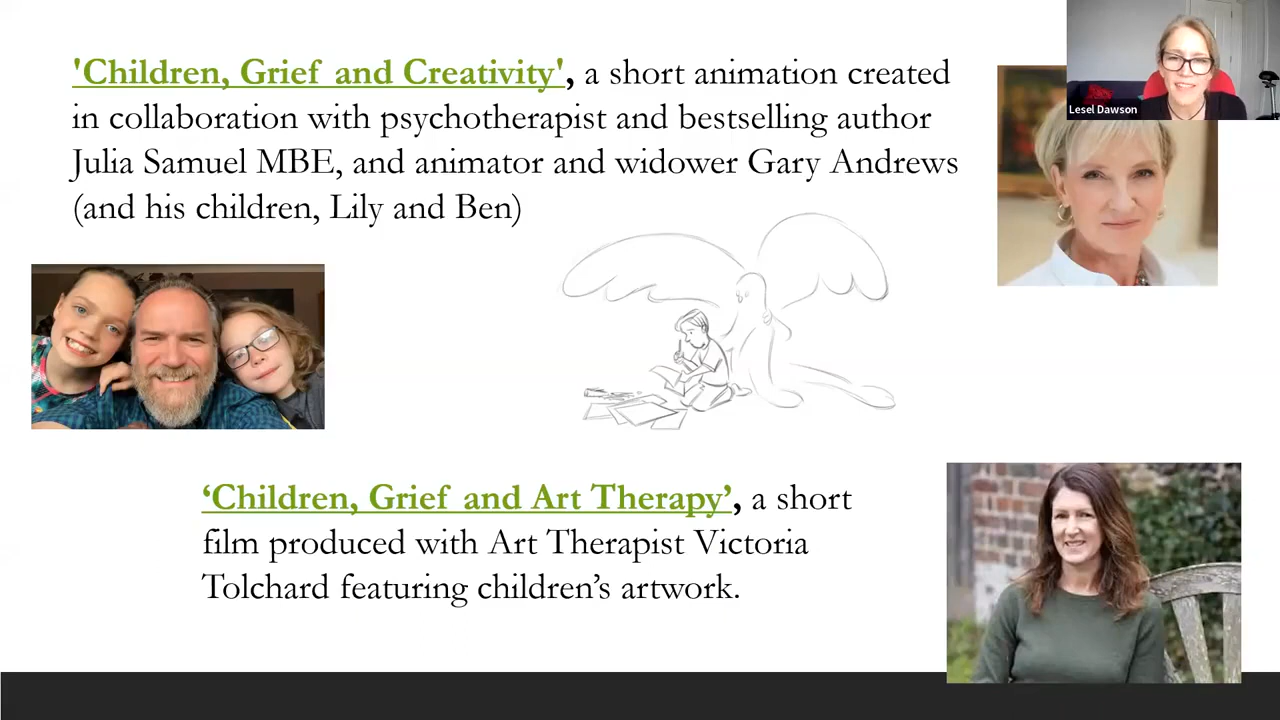 'Children, Grief and Creativity', a short animation created
in collaboration with psychotherapist and bestselling author
Julia Samuel MBE, and animator and widower Gary Andrews
(and his children, Lily and Ben)
Lesel Dawson
‘Children, Grief and Art Therapy’, a short
film produced with Art Therapist Victoria
Tolchard featuring children’s artwork.